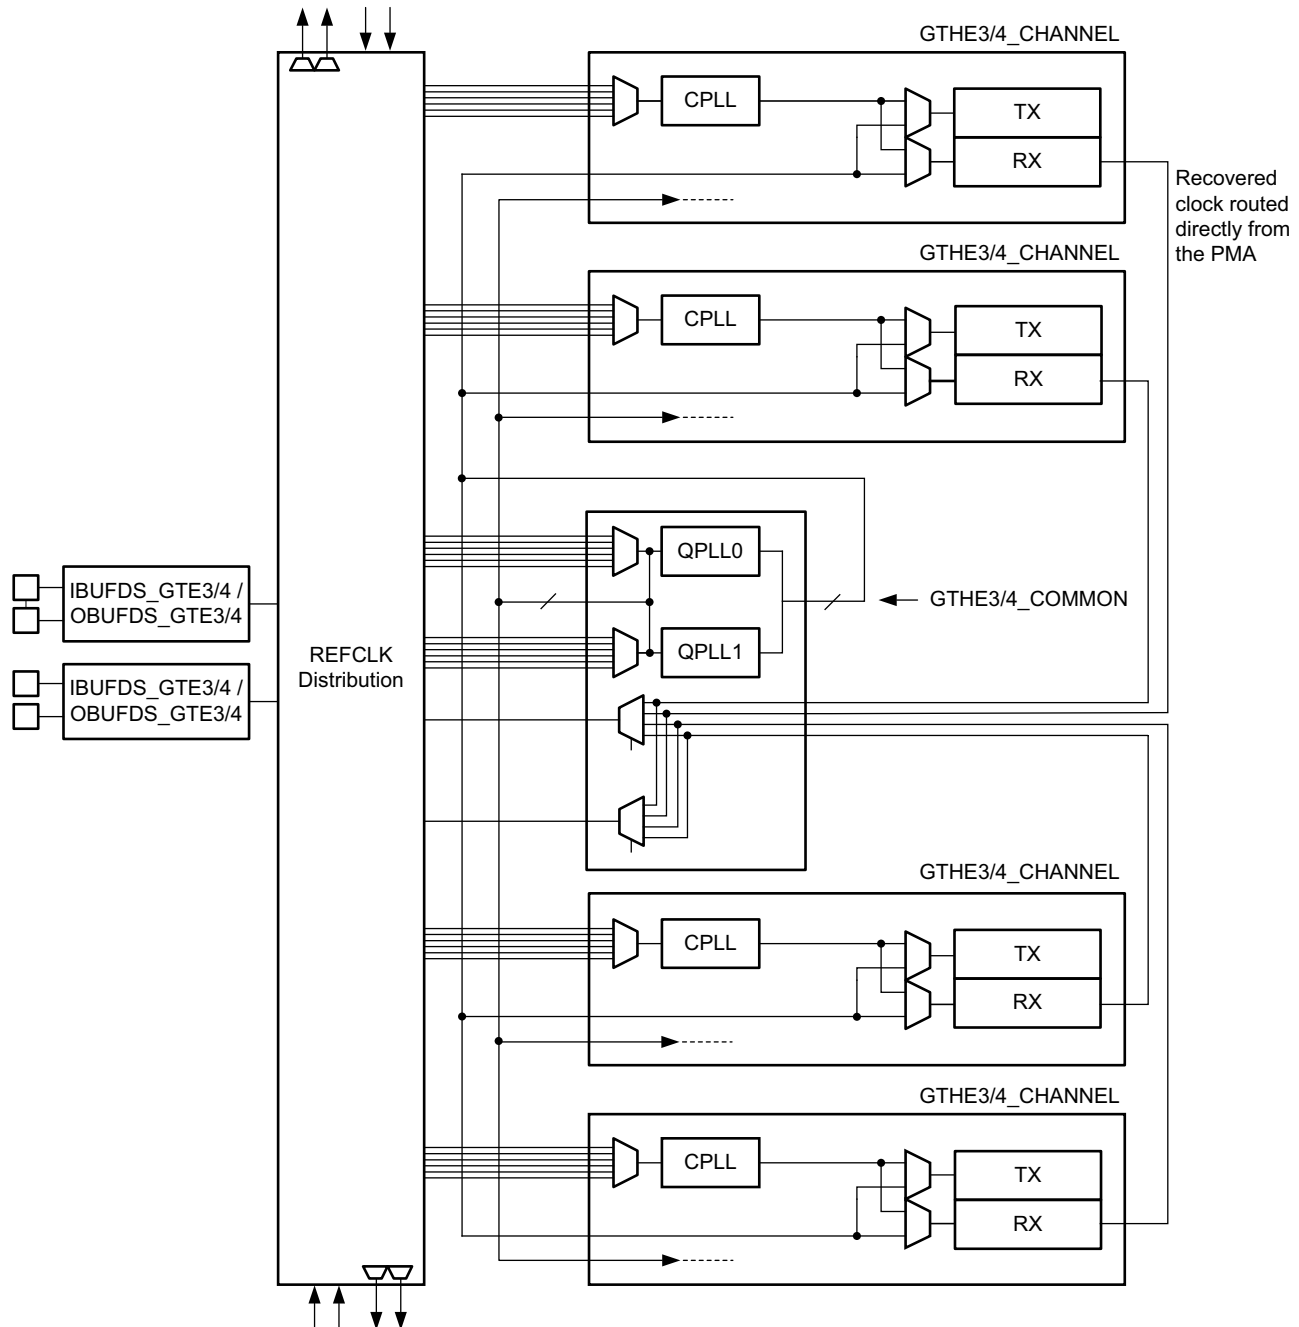 GTHE3/4_CHANNEL
CPLL
TX
RX
Recovered
clock routed
directly from
the PMA
GTHE3/4_CHANNEL
CPLL
TX
RX
QPLL0
GTHE3/4_COMMON
QPLL1
IBUFDS_GTE3/4 /
OBUFDS_GTE3/4
IBUFDS_GTE3/4 /
OBUFDS_GTE3/4
REFCLK
Distribution
GTHE3/4_CHANNEL
CPLL
TX
RX
GTHE3/4_CHANNEL
CPLL
TX
RX